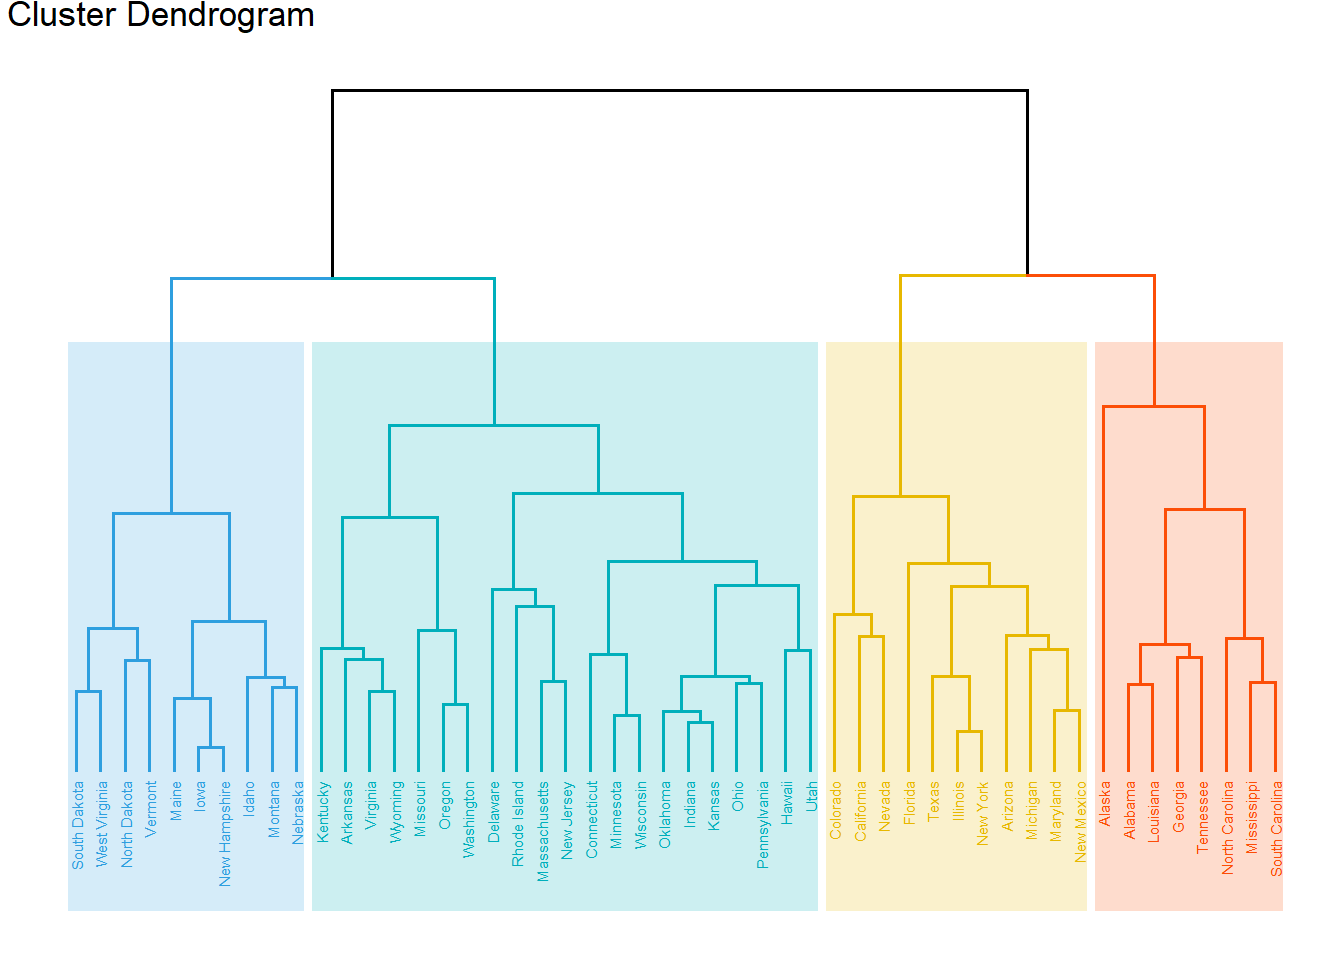 Cluster Dendrogram
South Dakota
West Virginia
North Dakota
Vermont
Maine
Iowa
New Hampshire
Idaho
Montana
Nebraska
Kentucky
Arkansas
Virginia
Wyoming
Missouri
Oregon
Washington
Delaware
Rhode Island
Massachusetts
New Jersey
Connecticut
Minnesota
Wisconsin
Oklahoma
Indiana
Kansas
Ohio
Pennsylvania
Hawaii
Utah
Colorado
California
Nevada
Florida
Texas
Illinois
New York
Arizona
Michigan
Maryland
New Mexico
Alaska
Alabama
Louisiana
Georgia
Tennessee
North Carolina
Mississippi
South Carolina